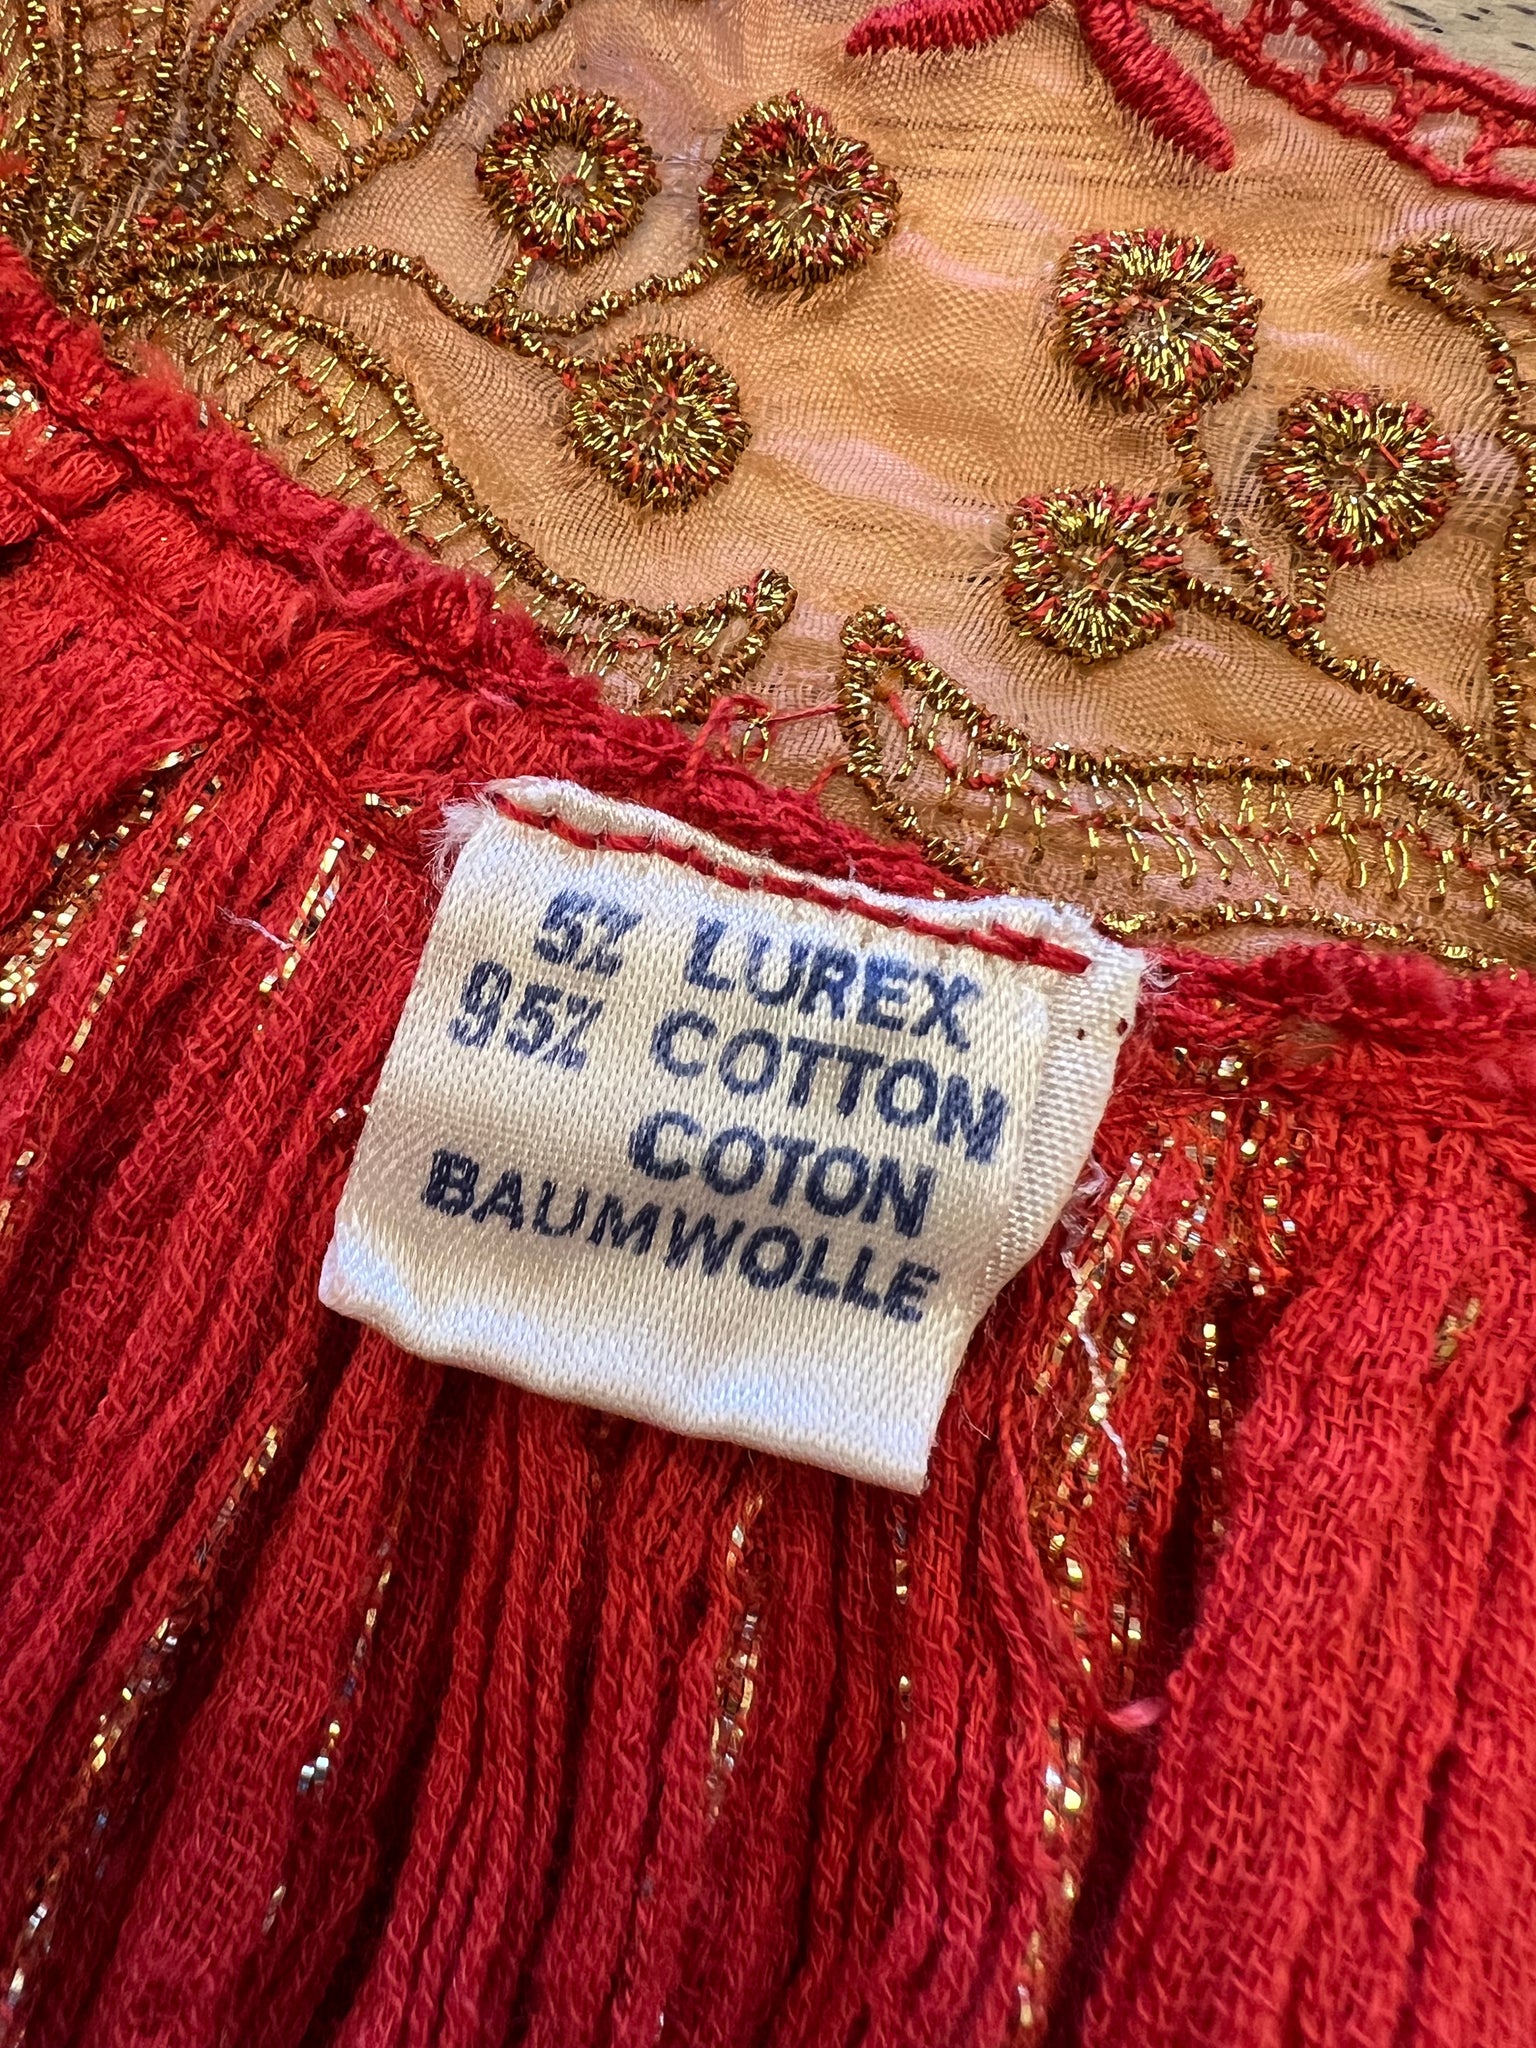 5% LUREX
95% COTTON
COTON
BAUMWOLLE